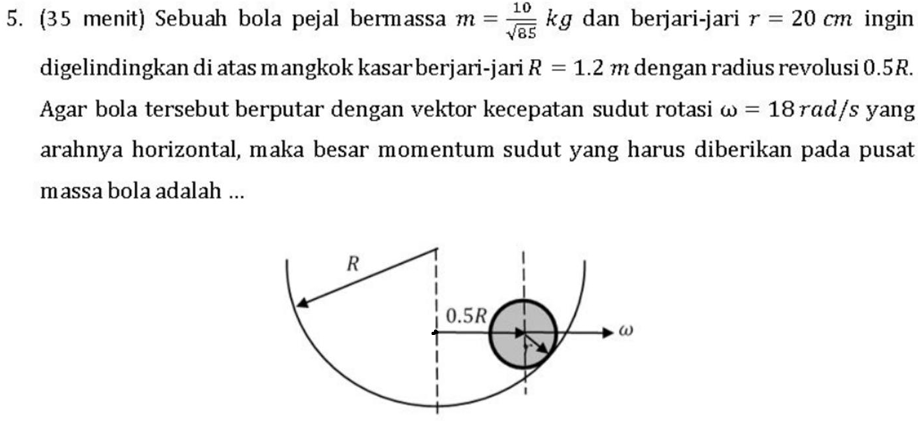 5. (35 menit) Sebuah bola pejal bermassa m = 10/√85 kg dan berjari-jari r = 20 cm ingin
digelindingkan di atas mangkok kasar berjari-jari R = 1.2 m dengan radius revolusi 0.5R.
Agar bola tersebut berputar dengan vektor kecepatan sudut rotasi ω = 18 rad/s yang
arahnya horizontal, maka besar momentum sudut yang harus diberikan pada pusat
massa bola adalah ...
R
0.5R
ω
r